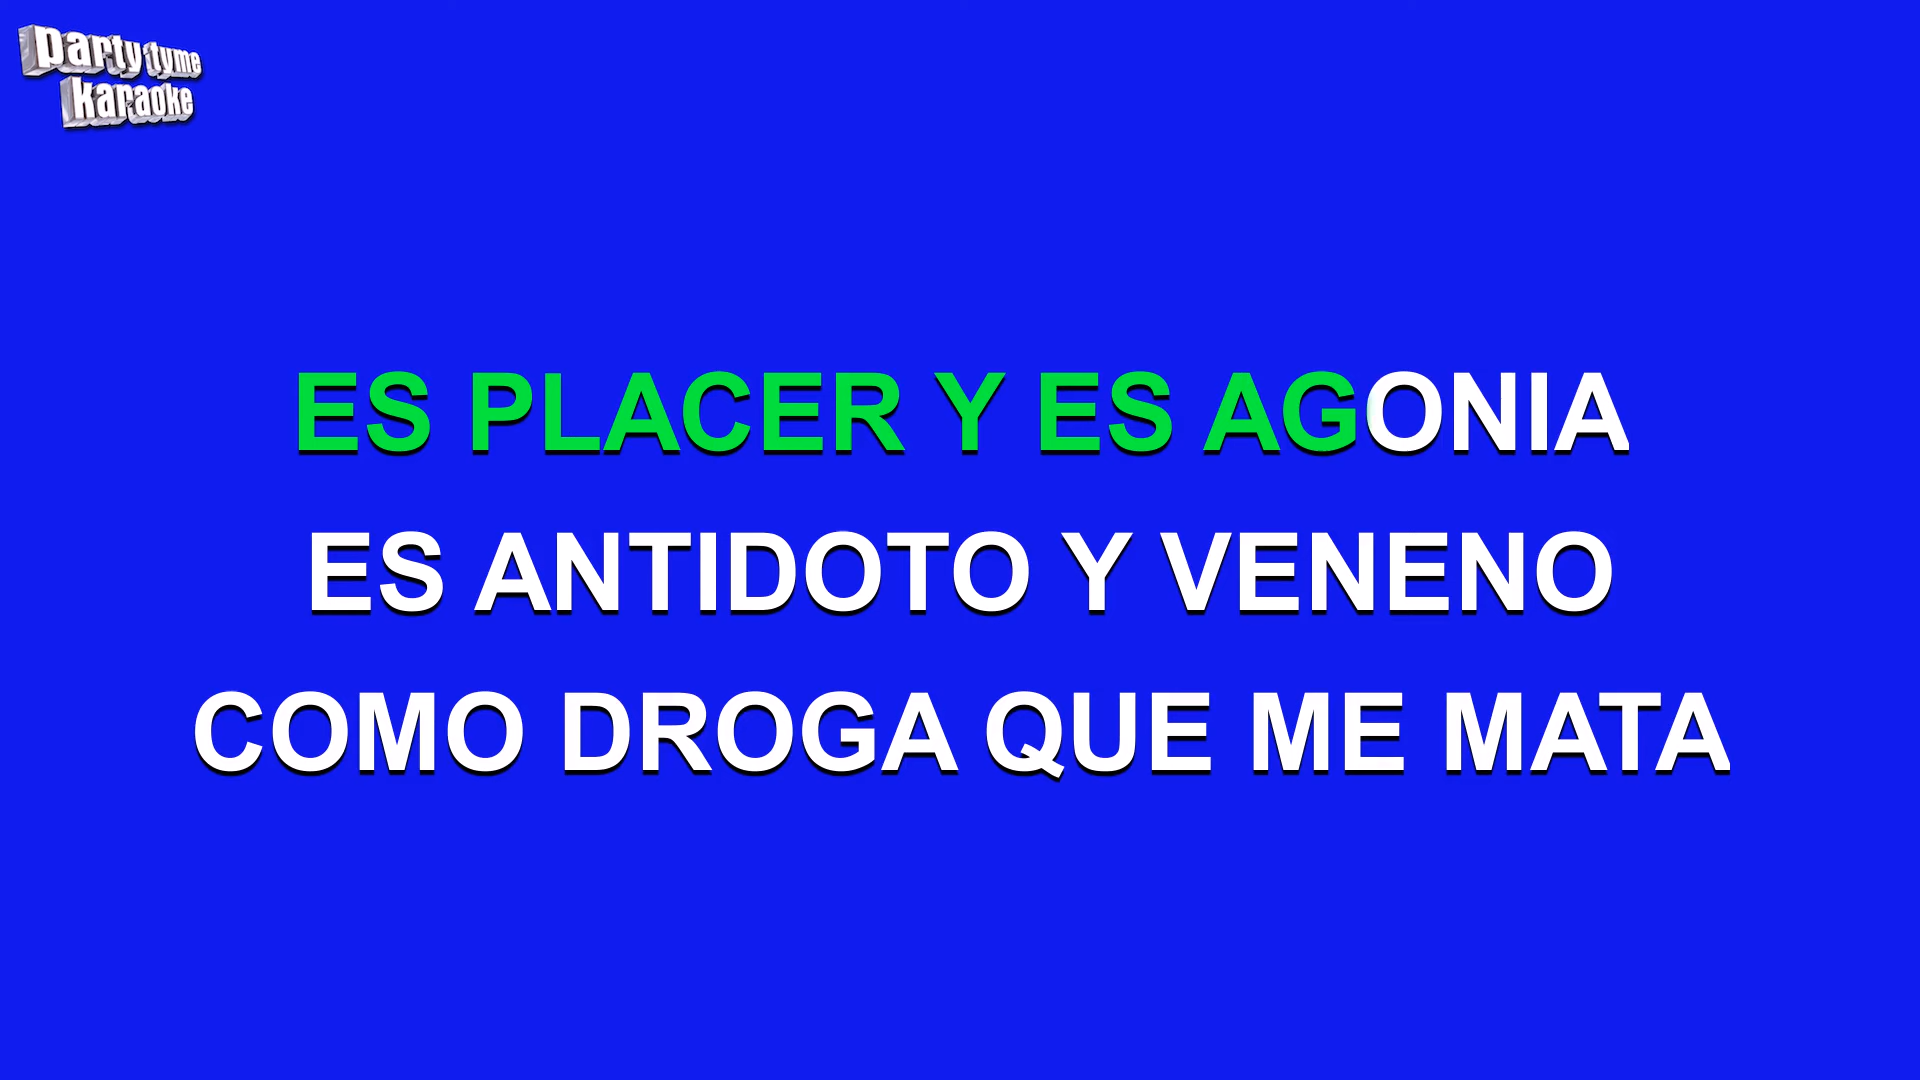 party tyme
karaoke
ES PLACER Y ES AGONIA
ES ANTIDOTO Y VENENO
COMO DROGA QUE ME MATA